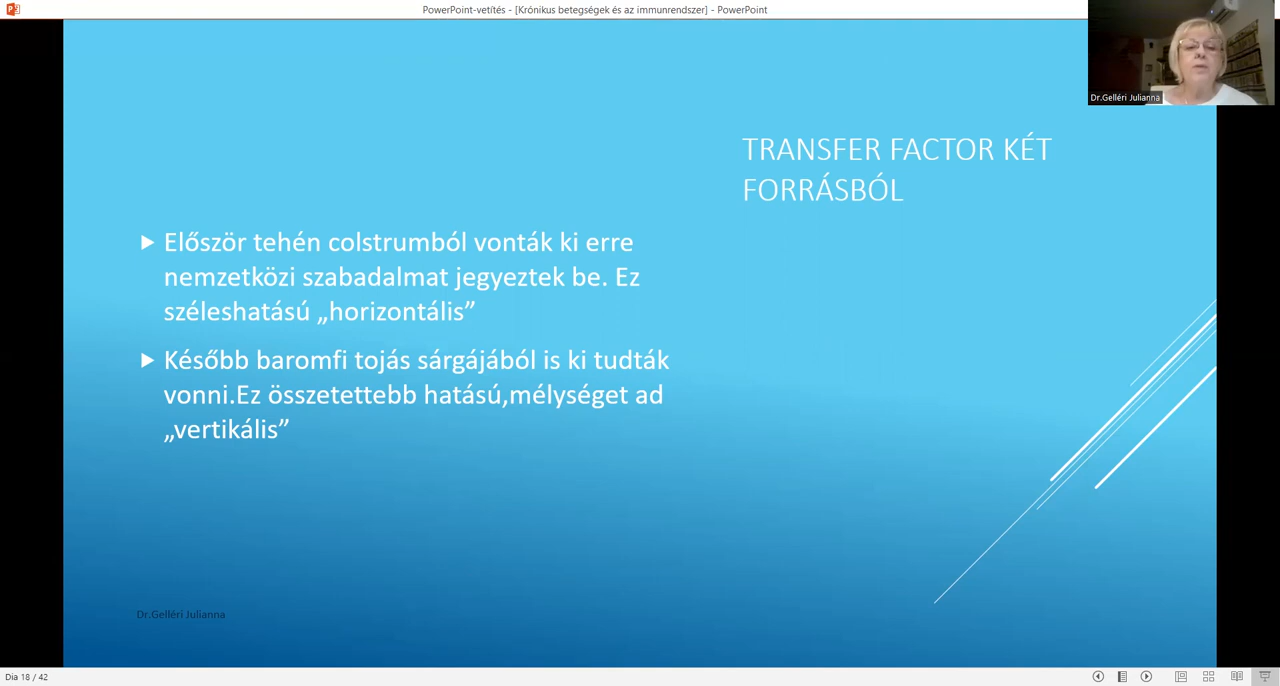 PowerPoint-vetítés - [Krónikus betegségek és az immunrendszer] - PowerPoint
Dr.Gelléri Julianna
TRANSFER FACTOR KÉT
FORRÁSBÓL
Először tehén colstrumból vonták ki erre
nemzetközi szabadalmat jegyeztek be. Ez
széleshatású „horizontális”
Később baromfi tojás sárgájából is ki tudták
vonni.Ez összetettebb hatású,mélységet ad
„vertikális”
Dr.Gelléri Julianna
Dia 18 / 42